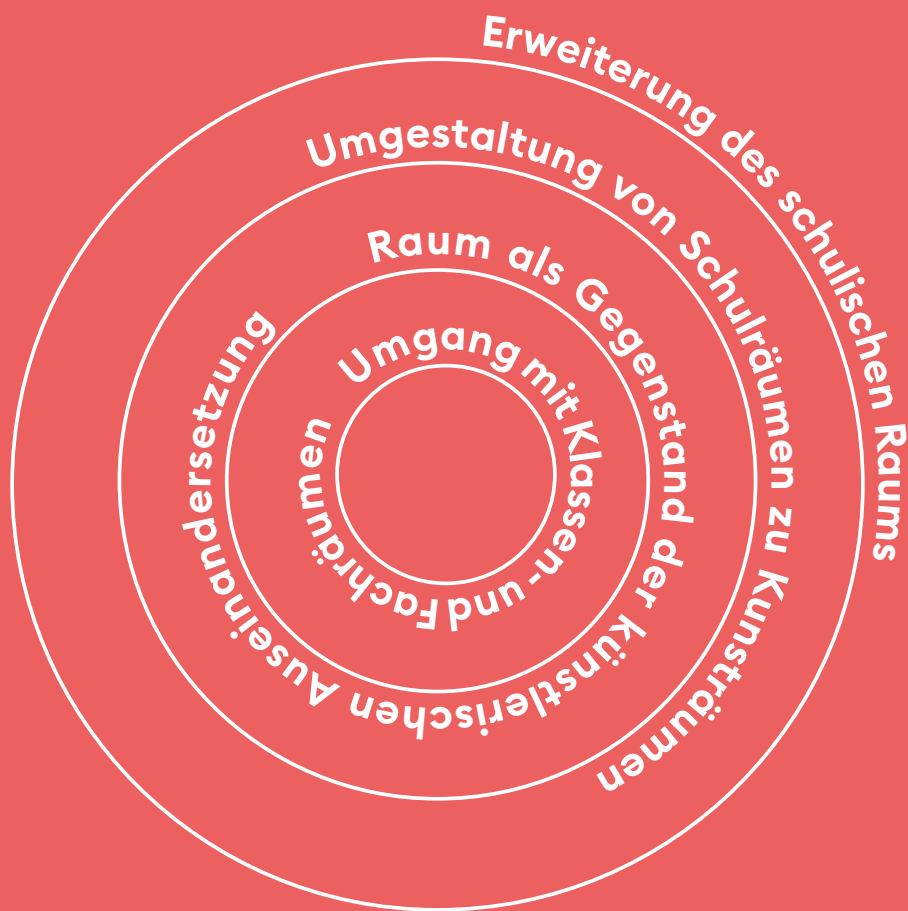 Erweiterung des schulischen Raums
Umgestaltung von Schulräumen zu Kunsträumen
Raum als Gegenstand der künstlerischen Auseinandersetzung
Umgang mit Klassen- und Fachräumen